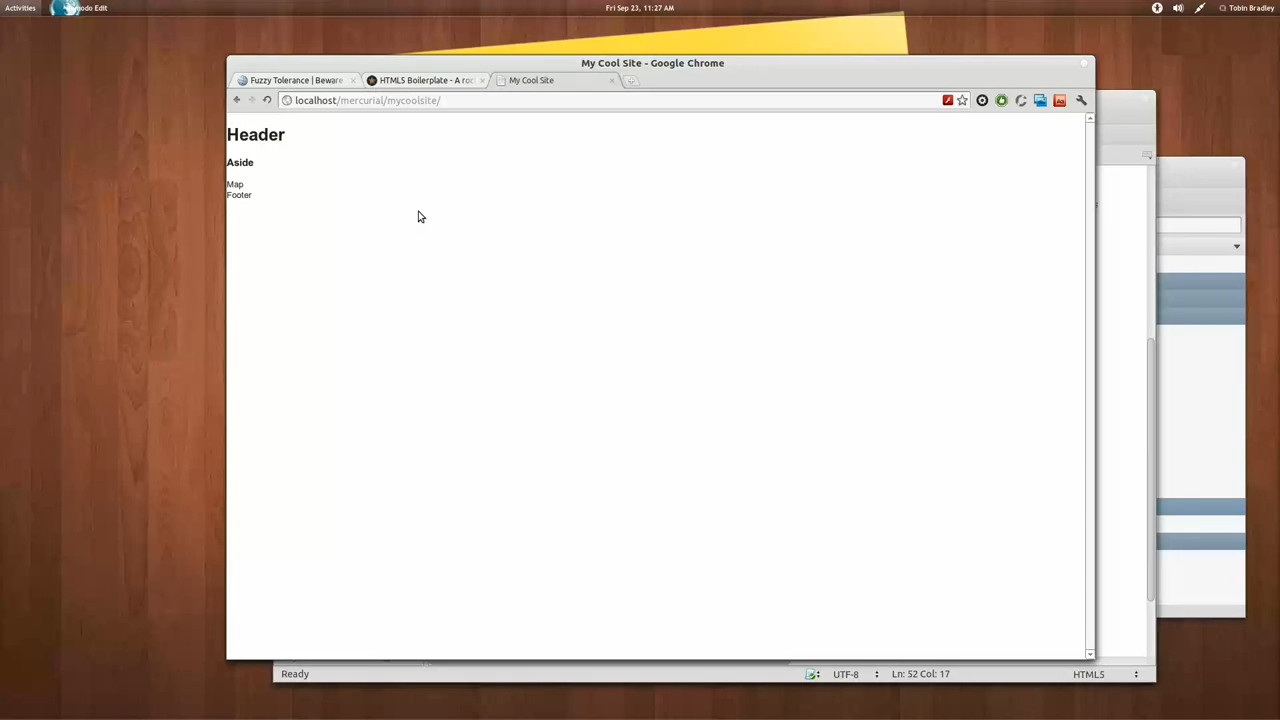 Activities
odo Edit
Fri Sep 23, 11:27 AM
Tobin Bradley
My Cool Site - Google Chrome
Fuzzy Tolerance | Beware
HTML5 Boilerplate - A roc
My Cool Site
localhost/mercurial/mycoolsite/
Header
Aside
Map
Footer
Ready
UTF-8
Ln: 52 Col: 17
HTML5